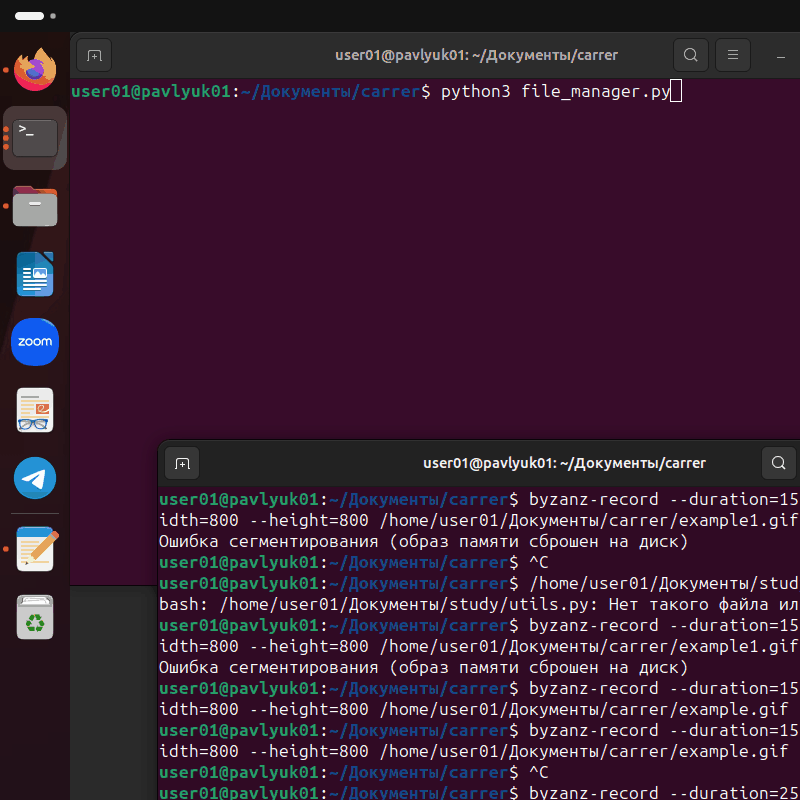 user01@pavlyuk01: ~/Документы/carrer
user01@pavlyuk01:~/Документы/carrer$ python3 file_manager.py
>_
zoom
user01@pavlyuk01: ~/Документы/carrer
user01@pavlyuk01:~/Документы/carrer$ byzanz-record --duration=15
idth=800 --height=800 /home/user01/Документы/carrer/example1.gif
Ошибка сегментирования (образ памяти сброшен на диск)
user01@pavlyuk01:~/Документы/carrer$ ^C
user01@pavlyuk01:~/Документы/carrer$ /home/user01/Документы/stud
bash: /home/user01/Документы/study/utils.py: Нет такого файла ил
user01@pavlyuk01:~/Документы/carrer$ byzanz-record --duration=15
idth=800 --height=800 /home/user01/Документы/carrer/example1.gif
Ошибка сегментирования (образ памяти сброшен на диск)
user01@pavlyuk01:~/Документы/carrer$ byzanz-record --duration=15
idth=800 --height=800 /home/user01/Документы/carrer/example.gif
user01@pavlyuk01:~/Документы/carrer$ byzanz-record --duration=15
idth=800 --height=800 /home/user01/Документы/carrer/example.gif
user01@pavlyuk01:~/Документы/carrer$ ^C
user01@pavlyuk01:~/Документы/carrer$ byzanz-record --duration=25